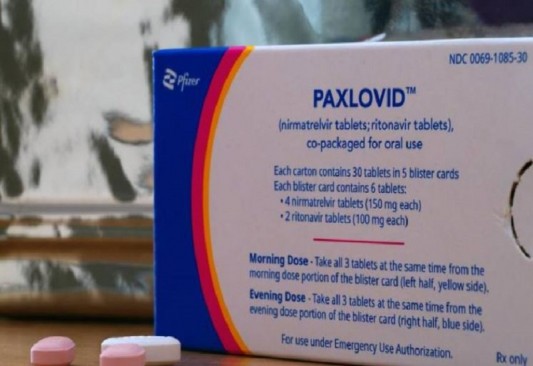 NDC 0069-1085-30
Pfizer
PAXLOVID™
(nirmatrelvir tablets; ritonavir tablets),
co-packaged for oral use
Each carton contains 30 tablets in 5 blister cards
Each blister card contains 6 tablets:
• 4 nirmatrelvir tablets (150 mg each)
• 2 ritonavir tablets (100 mg each)
Morning Dose - Take all 3 tablets at the same time from the
morning dose portion of the blister card (left half, yellow side).
Evening Dose - Take all 3 tablets at the same time from the
evening dose portion of the blister card (right half, blue side).
For use under Emergency Use Authorization.
Rx only